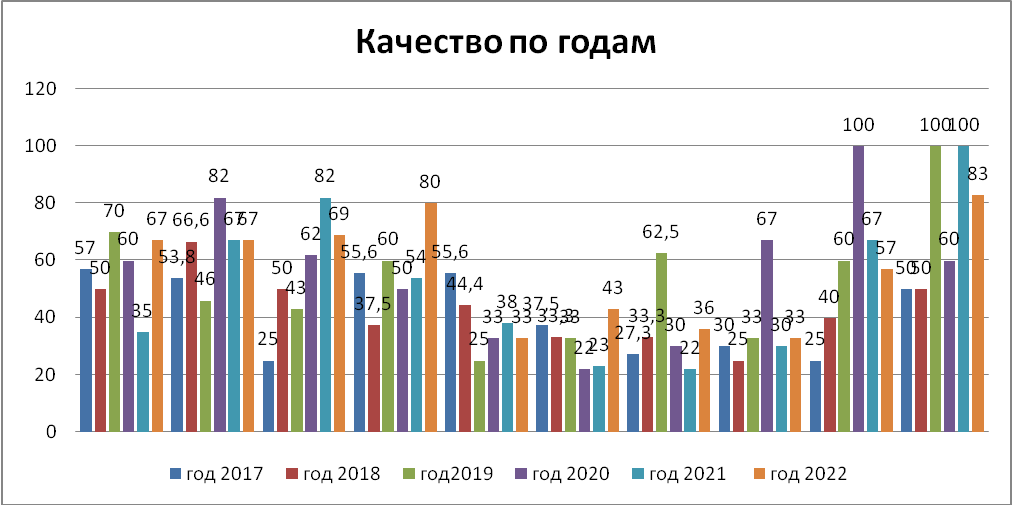 Качество по годам
120
100
80
60
40
20
0
57 50 70 60 35 67
53,8 66,6 46 82 67 67
25 50 43 62 82 69
55,6 37,5 60 50 54 80
55,6 44,4 25 33 38 33
37,5 33,3 33 22 23 43
27,3 33,3 62,5 30 22 36
30 25 33 67 30 33
25 40 60 100 67 57
50 50 100 60 100 83
год 2017 год 2018 год2019 год 2020 год 2021 год 2022